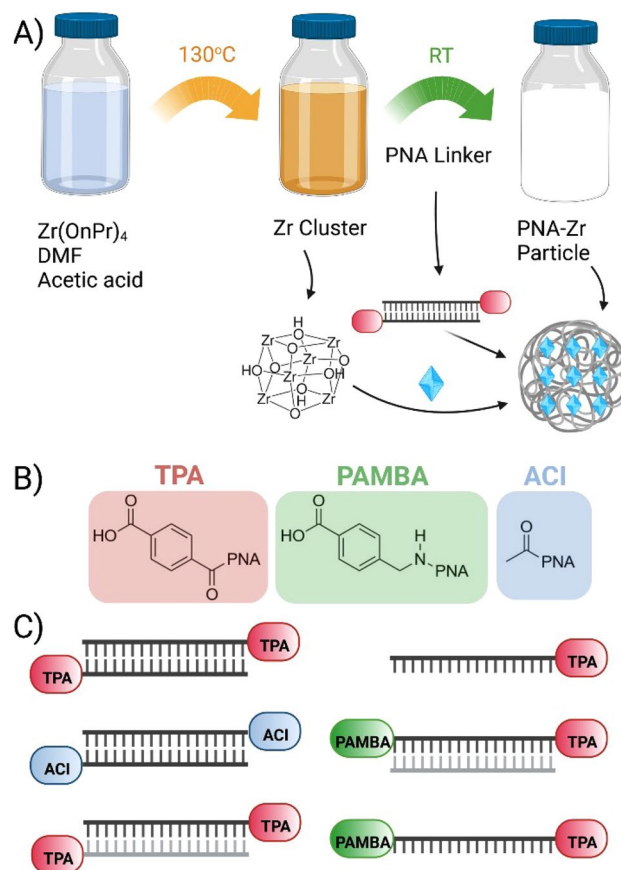 A)
130°C
RT
PNA Linker
Zr(OnPr)₄
DMF
Acetic acid
Zr Cluster
PNA-Zr
Particle
H
O
Zr
Zr
O
O
Zr
O
HO
Zr
OH
O
Zr
H
Zr
O
B)
TPA
PAMBA
ACI
O
HO
PNA
O
O
HO
H
N
PNA
O
PNA
C)
TPA
TPA
TPA
ACI
PAMBA
TPA
ACI
TPA
PAMBA
TPA
TPA